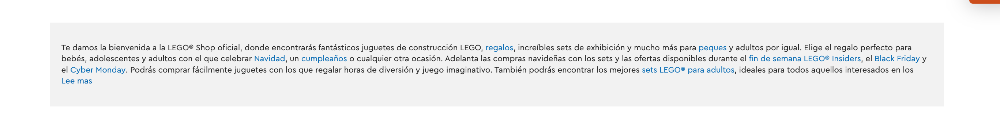 Te damos la bienvenida a la LEGO® Shop oficial, donde encontrarás fantásticos juguetes de construcción LEGO, regalos, increíbles sets de exhibición y mucho más para peques y adultos por igual. Elige el regalo perfecto para
bebés, adolescentes y adultos con el que celebrar Navidad, un cumpleaños o cualquier otra ocasión. Adelanta las compras navideñas con los sets y las ofertas disponibles durante el fin de semana LEGO® Insiders, el Black Friday y
el Cyber Monday. Podrás comprar fácilmente juguetes con los que regalar horas de diversión y juego imaginativo. También podrás encontrar los mejores sets LEGO® para adultos, ideales para todos aquellos interesados en los
Lee mas